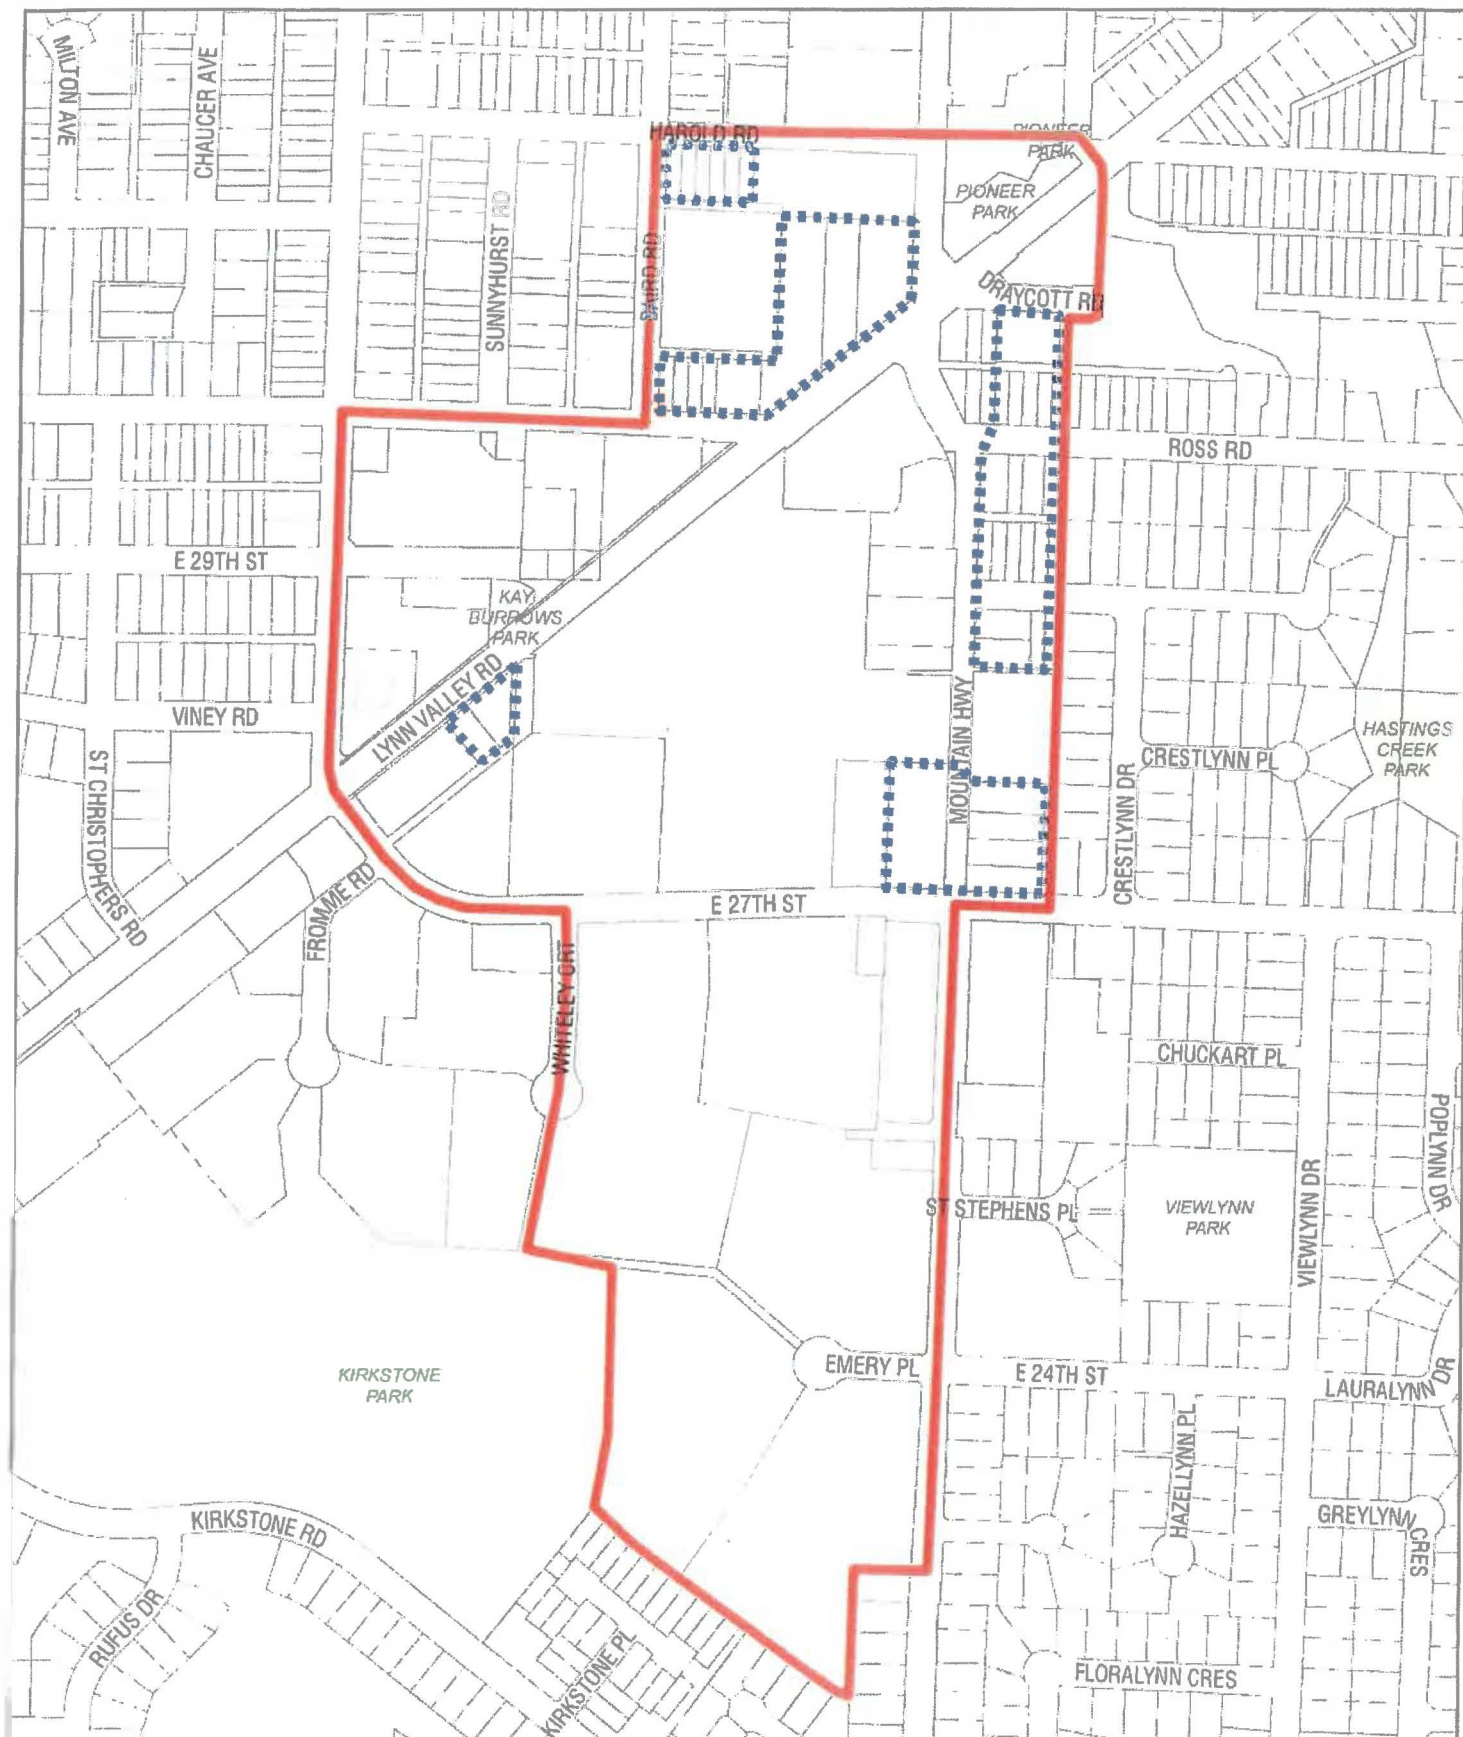 MILTON AVE
CHAUCER AVE
HAROLD RD
PIONEER
PARK
PIONEER
PARK
SUNNYHURST RD
BAIRD RD
DRAYCOTT RD
ROSS RD
E 29TH ST
KAY
BURROWS
PARK
LYNN VALLEY RD
VINEY RD
MOUNTAIN HWY
HASTINGS
CREEK
PARK
CRESTLYNN PL
ST CHRISTOPHERS RD
CRESTLYNN DR
FROMME RD
E 27TH ST
WHITELEY CRT
CHUCKART PL
POPLYNN DR
ST STEPHENS PL
VIEWLYNN
PARK
VIEWLYNN DR
KIRKSTONE
PARK
EMERY PL
E 24TH ST
LAURALYNN DR
HAZELLYNN PL
KIRKSTONE RD
GREYLYNN CRES
RUFUS DR
KIRKSTONE PL
FLORALYNN CRES